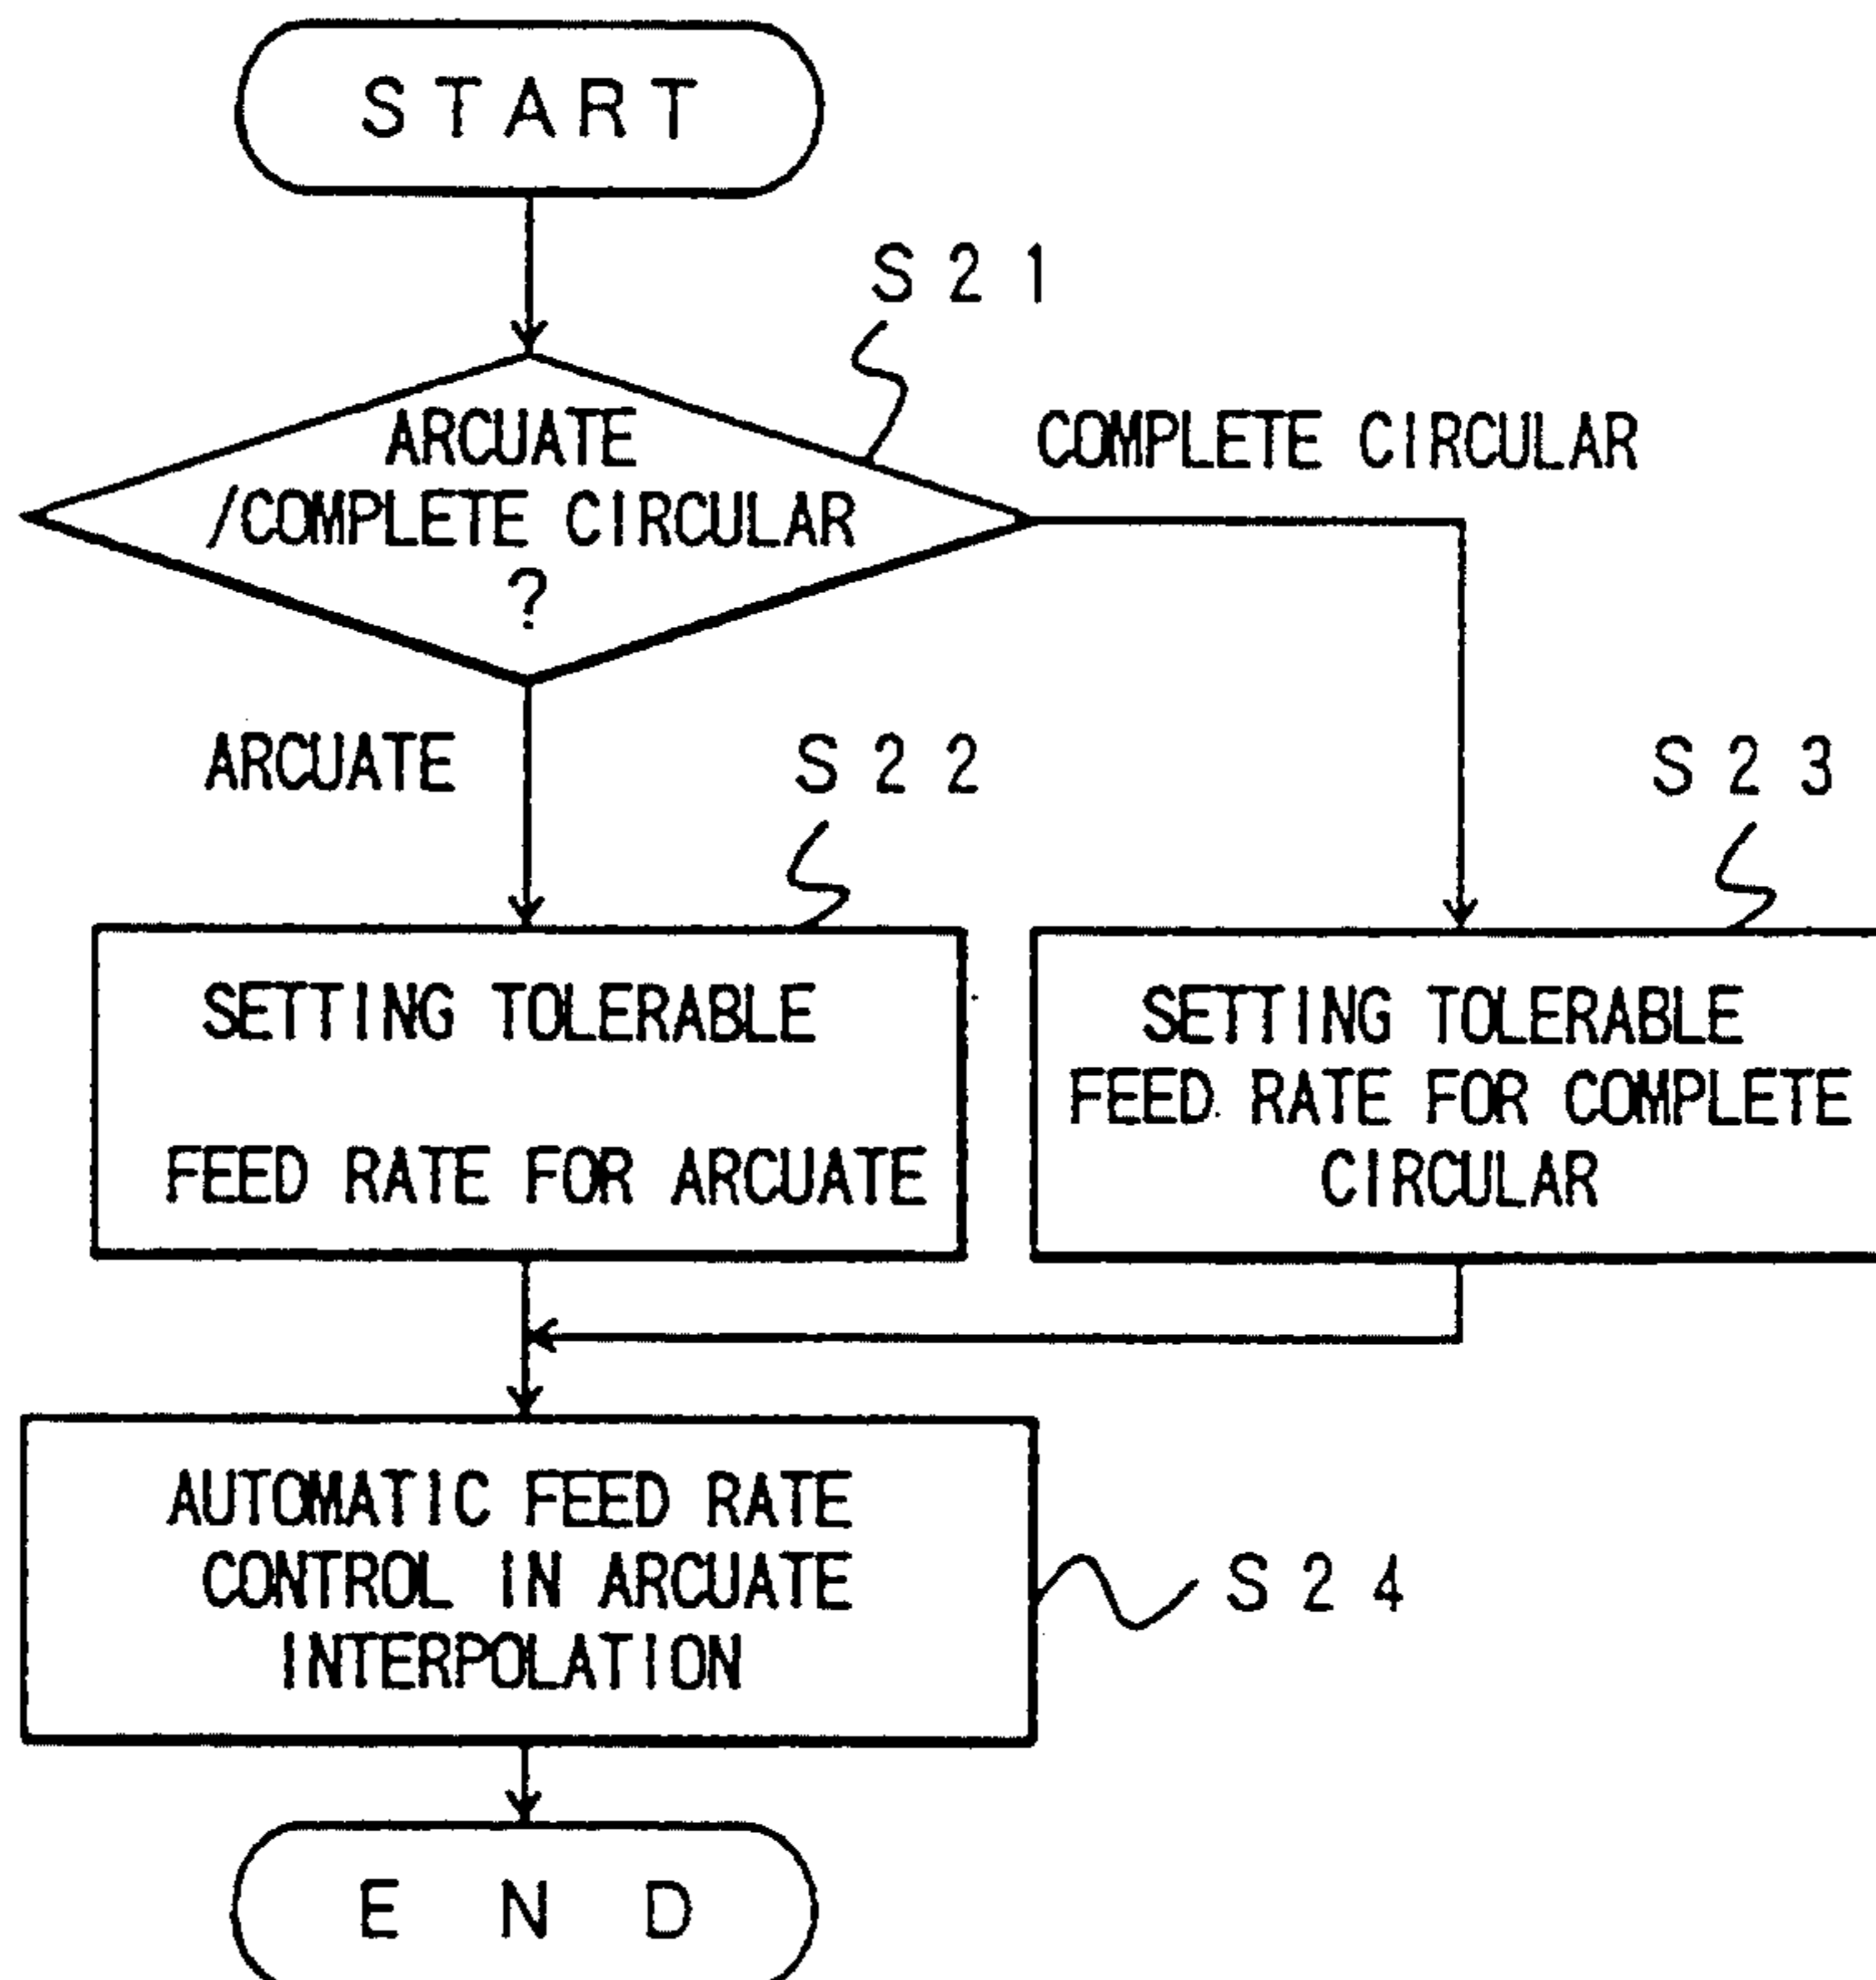 START
S21
ARCUATE
/COMPLETE CIRCULAR
?
COMPLETE CIRCULAR
ARCUATE
S22
S23
SETTING TOLERABLE
FEED RATE FOR ARCUATE
SETTING TOLERABLE
FEED RATE FOR COMPLETE
CIRCULAR
AUTOMATIC FEED RATE
CONTROL IN ARCUATE
INTERPOLATION
S24
END